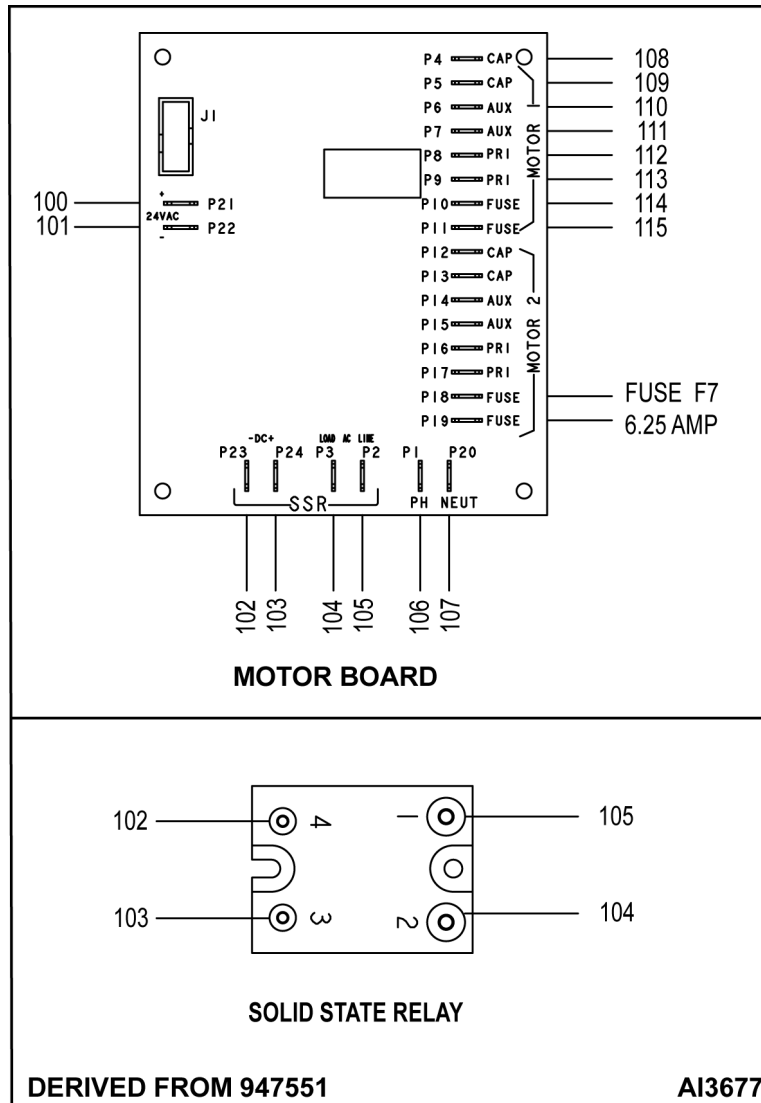 P4 CAP 108
P5 CAP 109
P6 AUX 110
P7 AUX 111
P8 PRI 112
P9 PRI 113
P10 FUSE 114
P11 FUSE 115
MOTOR 1
J1
100 + P21
24VAC
101 - P22
P12 CAP
P13 CAP
P14 AUX
P15 AUX
P16 PRI
P17 PRI
P18 FUSE FUSE F7
P19 FUSE 6.25 AMP
MOTOR 2
-DC+ LOAD AC LINE
P23 P24 P3 P2 P1 P20
SSR PH NEUT
102 103 104 105 106 107
MOTOR BOARD
102 4 1 105
103 3 2 104
SOLID STATE RELAY
DERIVED FROM 947551 AI3677